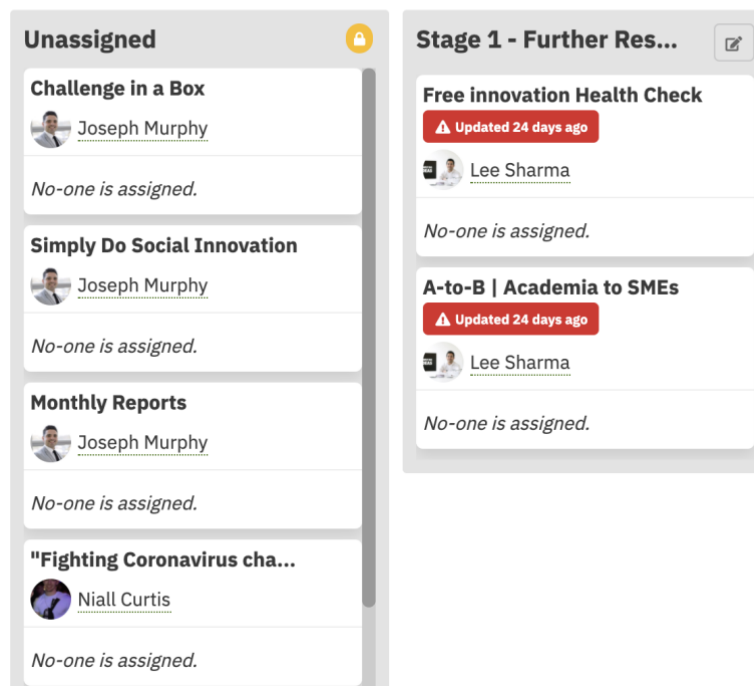 Unassigned
Challenge in a Box
Joseph Murphy
No-one is assigned.
Simply Do Social Innovation
Joseph Murphy
No-one is assigned.
Monthly Reports
Joseph Murphy
No-one is assigned.
"Fighting Coronavirus cha...
Niall Curtis
No-one is assigned.
Stage 1 - Further Res...
Free innovation Health Check
Updated 24 days ago
Lee Sharma
No-one is assigned.
A-to-B | Academia to SMEs
Updated 24 days ago
Lee Sharma
No-one is assigned.